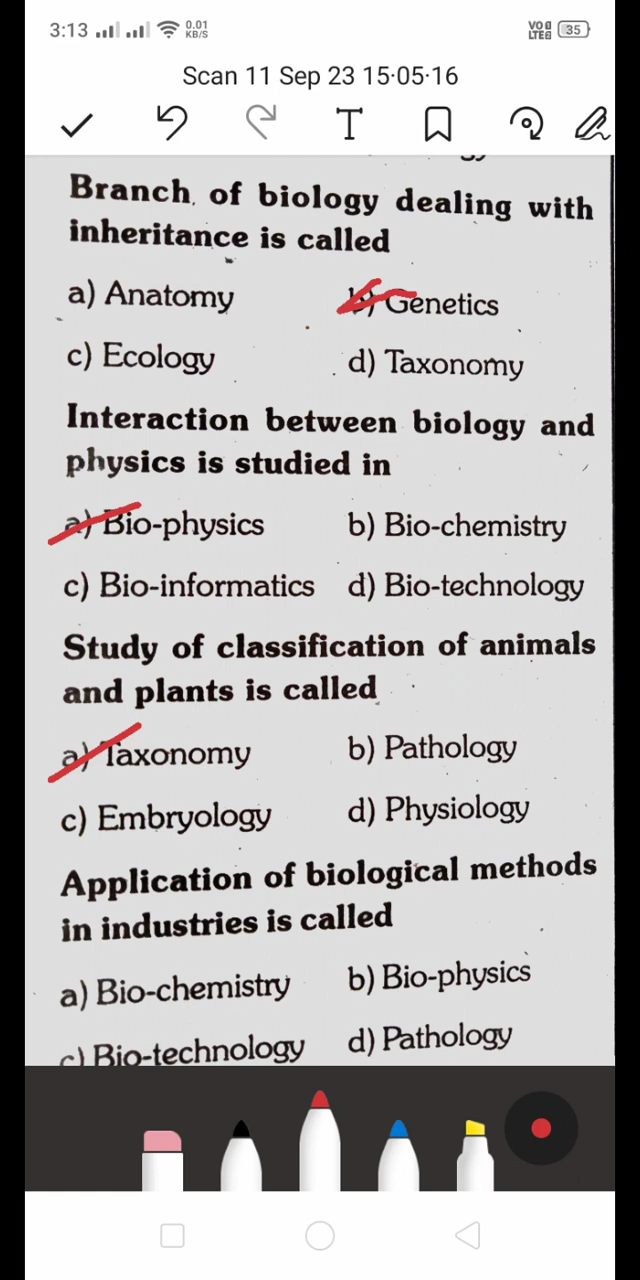 3:13
0.01
KB/S
VO
LTE
35
Scan 11 Sep 23 15·05·16
T
Branch of biology dealing with
inheritance is called
a) Anatomy b) Genetics
c) Ecology d) Taxonomy
Interaction between biology and
physics is studied in
a) Bio-physics b) Bio-chemistry
c) Bio-informatics d) Bio-technology
Study of classification of animals
and plants is called
a) Taxonomy b) Pathology
c) Embryology d) Physiology
Application of biological methods
in industries is called
a) Bio-chemistry b) Bio-physics
c) Bio-technology d) Pathology